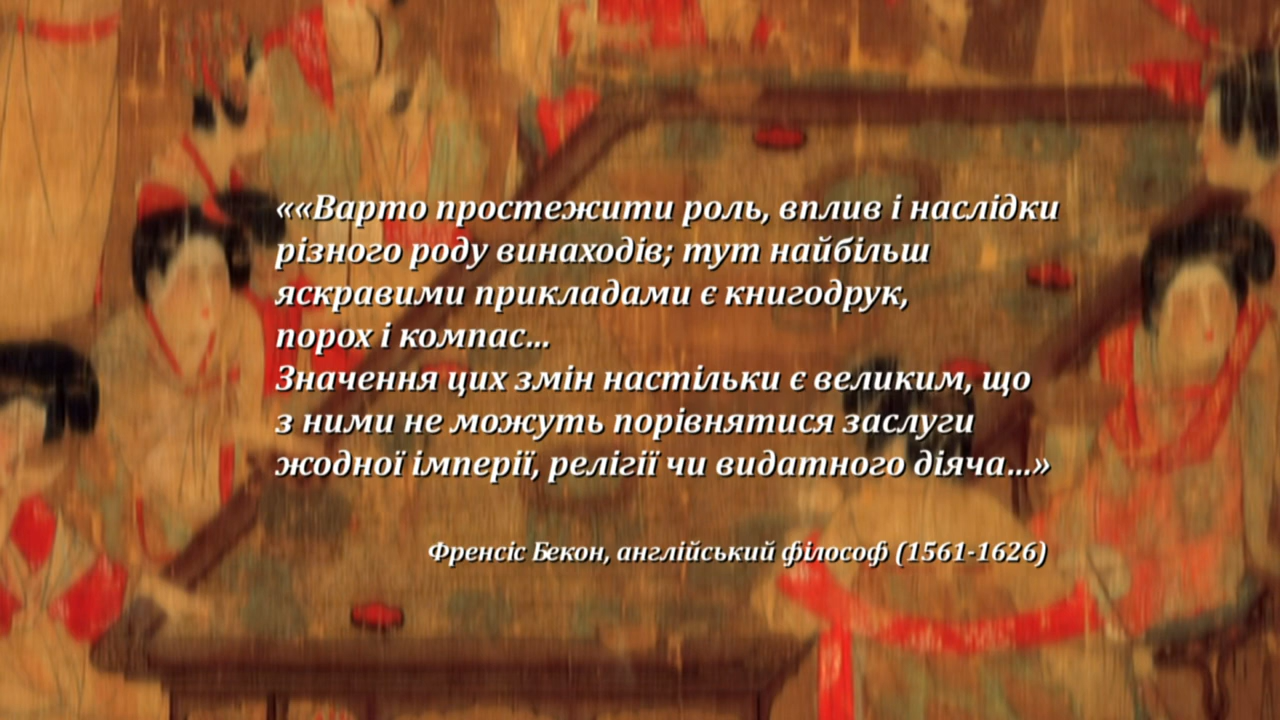 ««Варто простежити роль, вплив і наслідки
різного роду винаходів; тут найбільш
яскравими прикладами є книгодрук,
порох і компас...
Значення цих змін настільки є великим, що
з ними не можуть порівнятися заслуги
жодної імперії, релігії чи видатного діяча...»
Френсіс Бекон, англійський філософ (1561-1626)